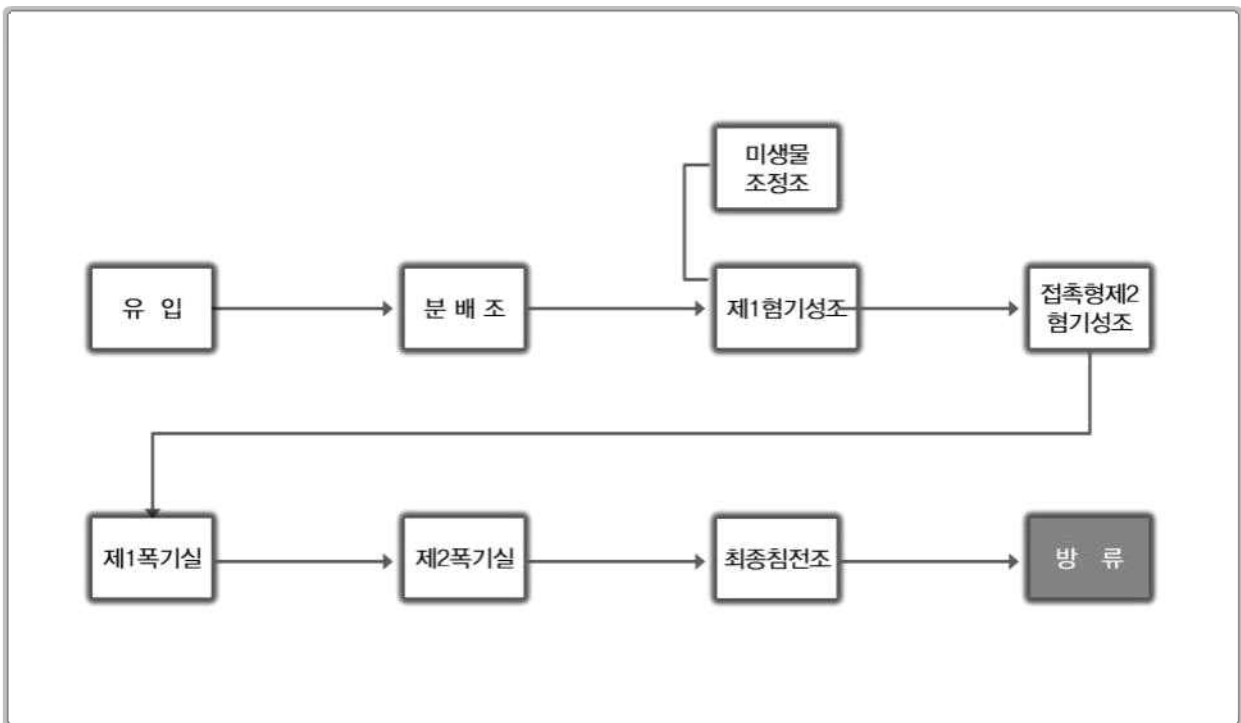 미생물
조정조
유 입
분 배 조
제1혐기성조
접촉형제2
혐기성조
제1폭기실
제2폭기실
최종침전조
방 류